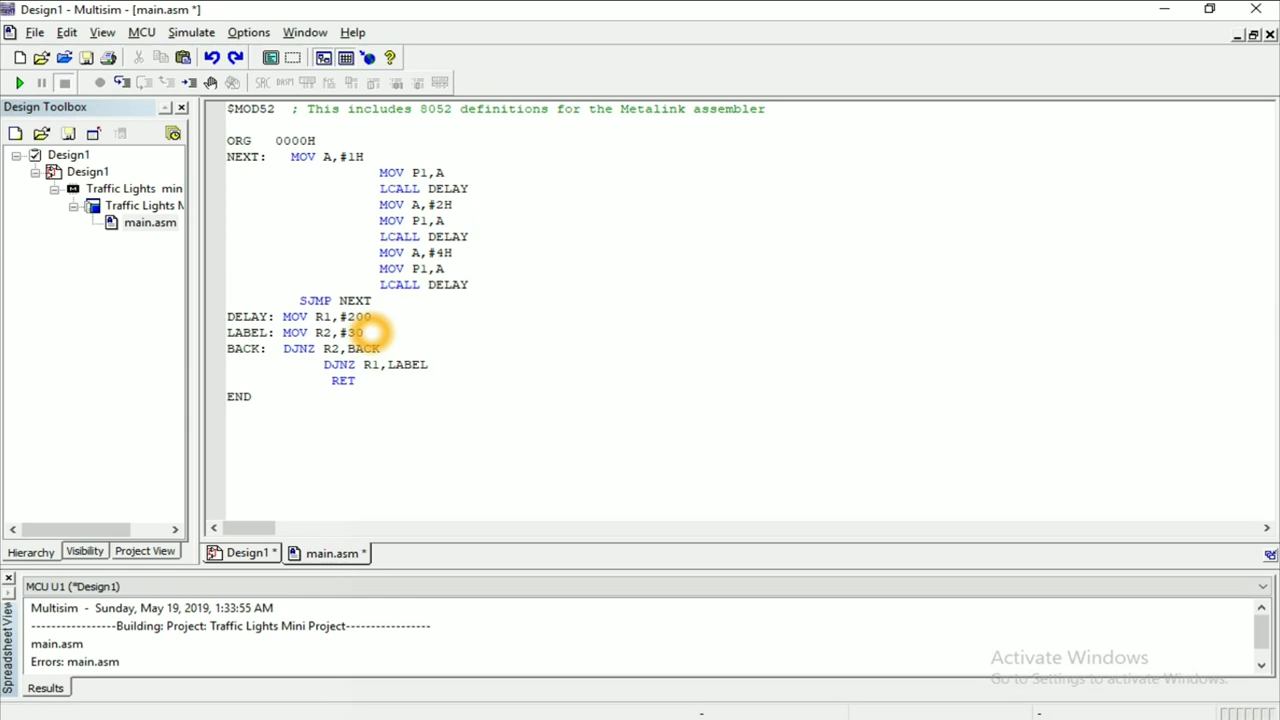 Design1 - Multisim - [main.asm *]
File Edit View MCU Simulate Options Window Help
Design Toolbox
Design1
Design1
Traffic Lights min
Traffic Lights M
main.asm
Hierarchy Visibility Project View
$MOD52 ; This includes 8052 definitions for the Metalink assembler
ORG 0000H
NEXT: MOV A,#1H
MOV P1,A
LCALL DELAY
MOV A,#2H
MOV P1,A
LCALL DELAY
MOV A,#4H
MOV P1,A
LCALL DELAY
SJMP NEXT
DELAY: MOV R1,#200
LABEL: MOV R2,#30
BACK: DJNZ R2,BACK
DJNZ R1,LABEL
RET
END
Design1 * main.asm *
Spreadsheet View
MCU U1 (*Design1)
Multisim - Sunday, May 19, 2019, 1:33:55 AM
-----------------Building: Project: Traffic Lights Mini Project-----------------
main.asm
Errors: main.asm
Results
Activate Windows
Go to Settings to activate Windows.